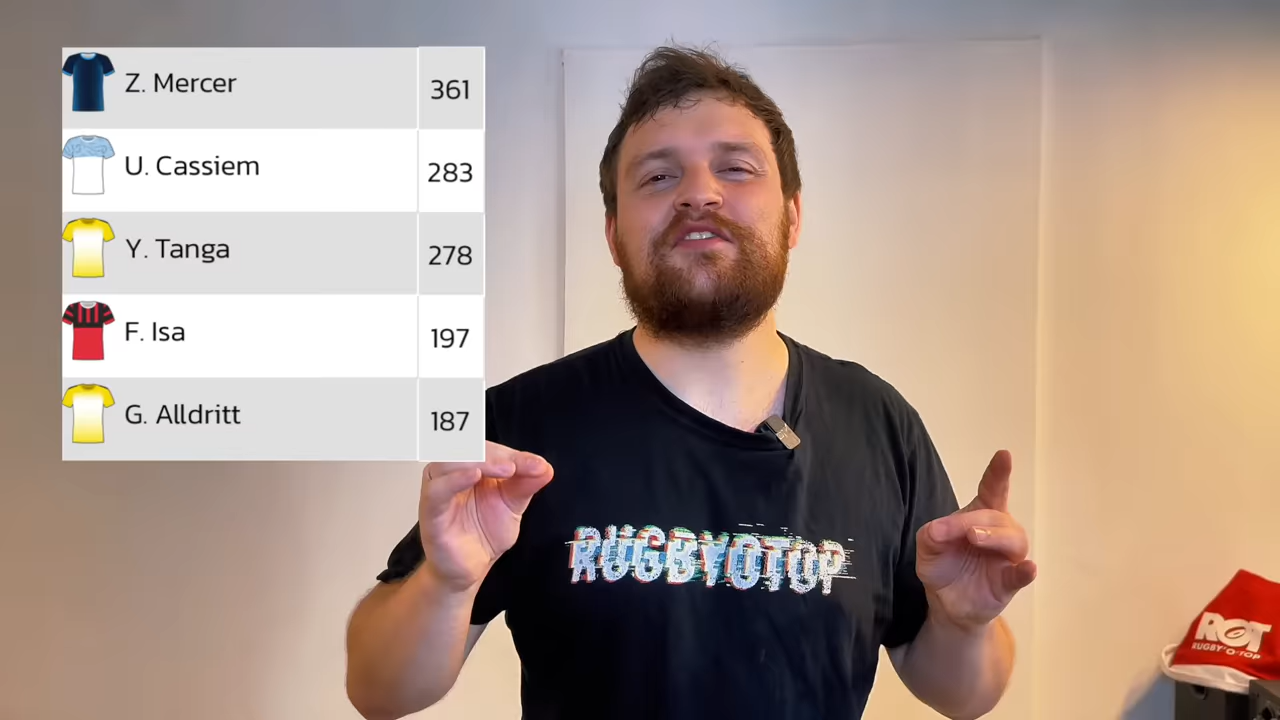 Z. Mercer 361
U. Cassiem 283
Y. Tanga 278
F. Isa 197
G. Alldritt 187
RUGBYOTOP
ROT
RUGBY'O'TOP